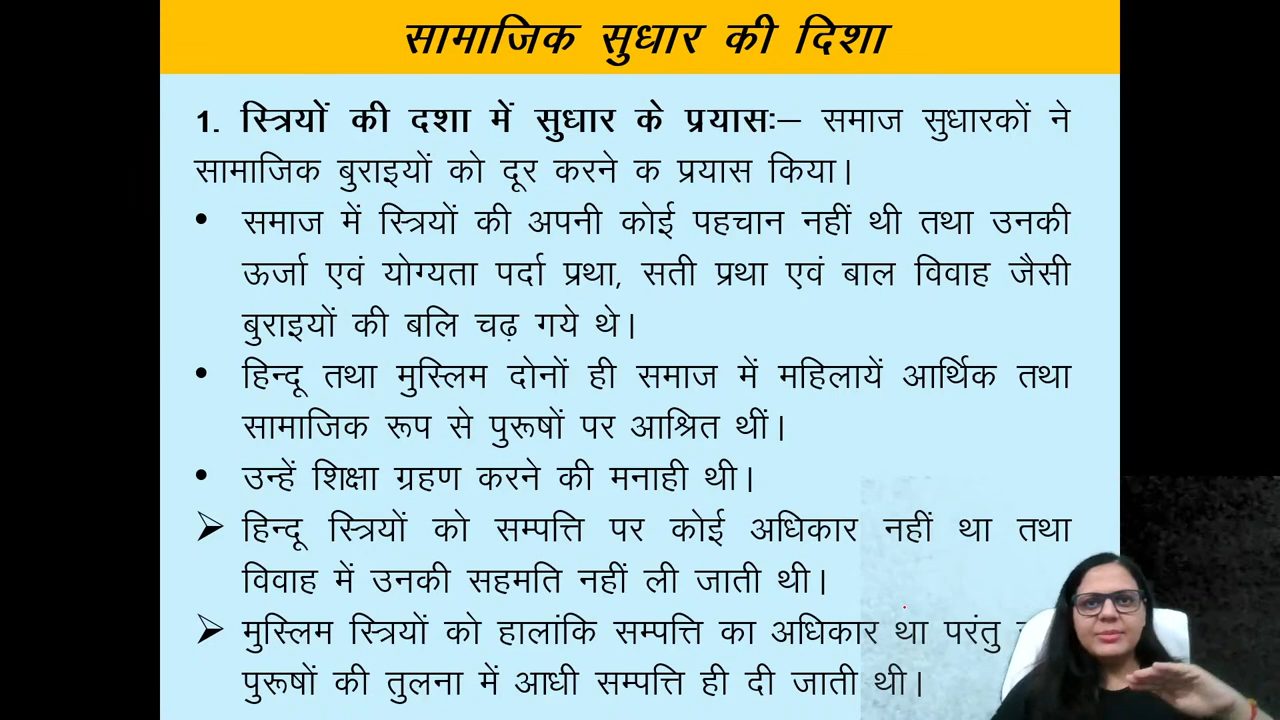 सामाजिक सुधार की दिशा
1. स्त्रियों की दशा में सुधार के प्रयासः— समाज सुधारकों ने
सामाजिक बुराइयों को दूर करने क प्रयास किया।
• समाज में स्त्रियों की अपनी कोई पहचान नहीं थी तथा उनकी
ऊर्जा एवं योग्यता पर्दा प्रथा, सती प्रथा एवं बाल विवाह जैसी
बुराइयों की बलि चढ़ गये थे।
• हिन्दू तथा मुस्लिम दोनों ही समाज में महिलायें आर्थिक तथा
सामाजिक रूप से पुरूषों पर आश्रित थीं।
• उन्हें शिक्षा ग्रहण करने की मनाही थी।
➢ हिन्दू स्त्रियों को सम्पत्ति पर कोई अधिकार नहीं था तथा
विवाह में उनकी सहमति नहीं ली जाती थी।
➢ मुस्लिम स्त्रियों को हालांकि सम्पत्ति का अधिकार था परंतु
पुरूषों की तुलना में आधी सम्पत्ति ही दी जाती थी।